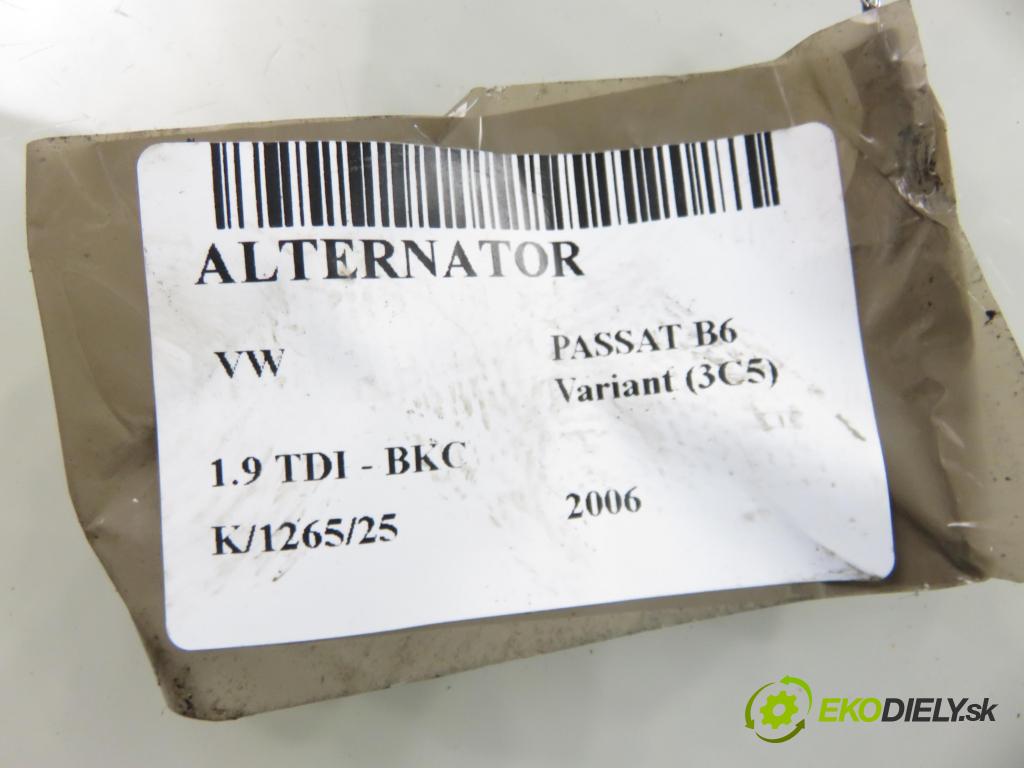 ALTERNATOR
VW
PASSAT B6
Variant (3C5)
1.9 TDI - BKC
2006
K/1265/25
EKODIELY.sk